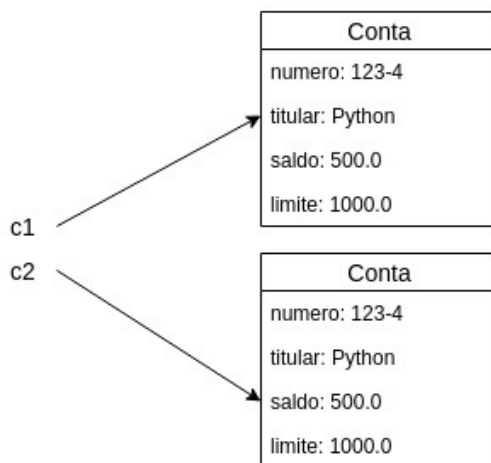 Conta
numero: 123-4
titular: Python
saldo: 500.0
limite: 1000.0
c1
c2
Conta
numero: 123-4
titular: Python
saldo: 500.0
limite: 1000.0